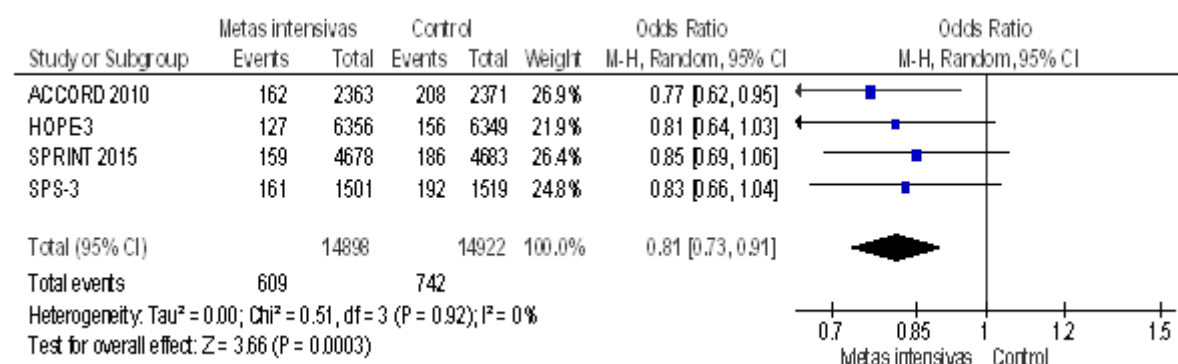 Metas intensivas Control Odds Ratio Odds Ratio
Study or Subgroup Events Total Events Total Weight M-H, Random, 95% CI M-H, Random, 95% CI
ACCORD 2010 162 2363 208 2371 26.9% 0.77 [0.62, 0.95]
HOPE-3 127 6356 156 6349 21.9% 0.81 [0.64, 1.03]
SPRINT 2015 159 4678 186 4683 26.4% 0.85 [0.69, 1.06]
SPS-3 161 1501 192 1519 24.8% 0.83 [0.66, 1.04]
Total (95% CI) 14898 14922 100.0% 0.81 [0.73, 0.91]
Total events 609 742
Heterogeneity: Tau² = 0.00; Chi² = 0.51, df = 3 (P = 0.92); I² = 0%
Test for overall effect: Z = 3.66 (P = 0.0003)
0.7 0.85 1 1.2 1.5
Metas intensivas Control